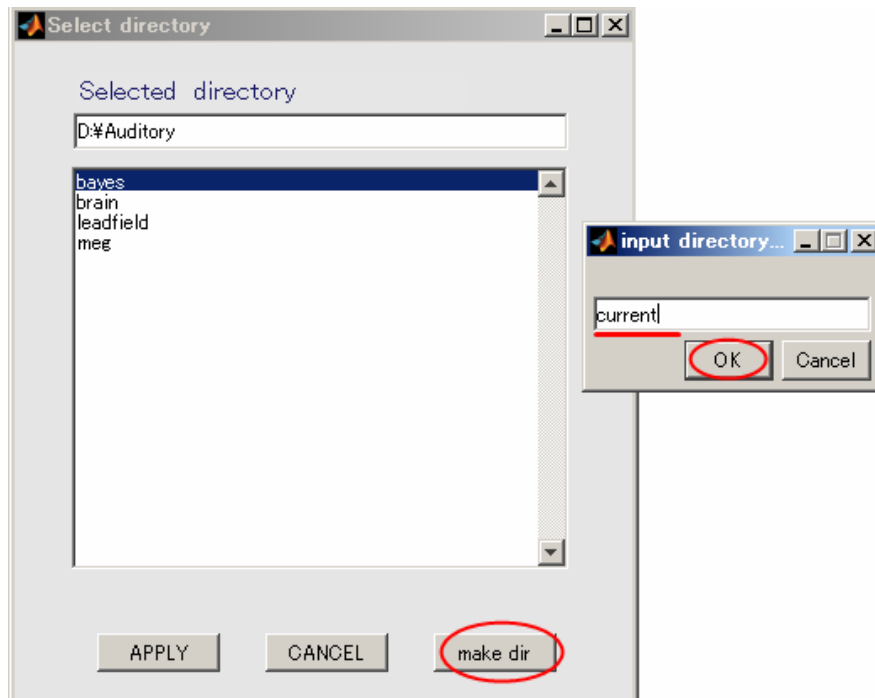 Select directory
Selected directory
D:¥Auditory
bayes
brain
leadfield
meg
APPLY
CANCEL
make dir
input directory...
current
OK
Cancel